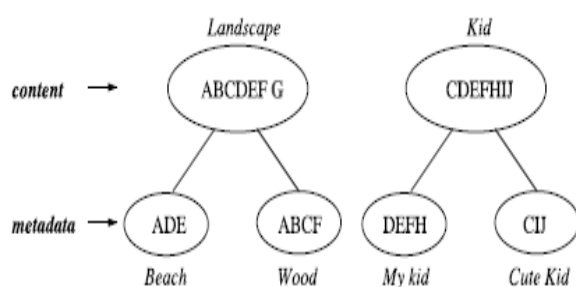 Landscape Kid
content ABCDEF G CDEFHIJ
metadata ADE ABCF DEFH CIJ
Beach Wood My kid Cute Kid